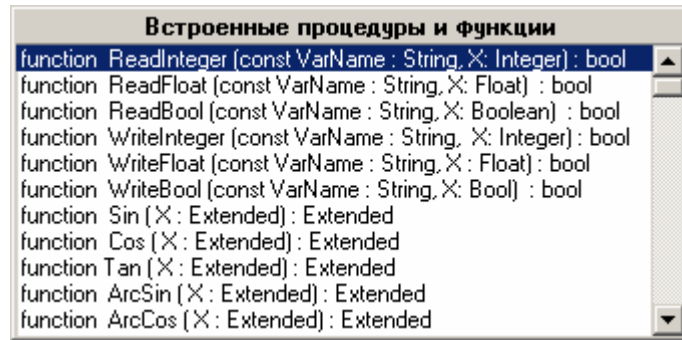 Встроенные процедуры и функции
function ReadInteger (const VarName : String, X: Integer) : bool
function ReadFloat (const VarName : String, X: Float) : bool
function ReadBool (const VarName : String, X: Boolean) : bool
function WriteInteger (const VarName : String, X: Integer) : bool
function WriteFloat (const VarName : String, X : Float) : bool
function WriteBool (const VarName : String, X: Bool) : bool
function Sin ( X : Extended) : Extended
function Cos ( X : Extended) : Extended
function Tan ( X : Extended) : Extended
function ArcSin ( X : Extended) : Extended
function ArcCos ( X : Extended) : Extended